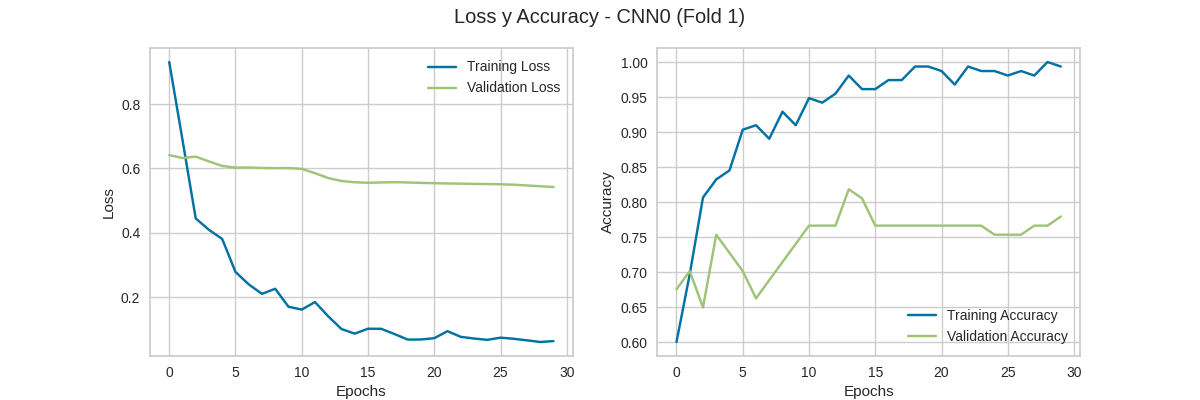 Loss y Accuracy - CNN0 (Fold 1)
Training Loss
Validation Loss
0.8
0.6
0.4
0.2
Loss
0 5 10 15 20 25 30
Epochs
1.00
0.95
0.90
0.85
0.80
0.75
0.70
0.65
0.60
Accuracy
Training Accuracy
Validation Accuracy
0 5 10 15 20 25 30
Epochs